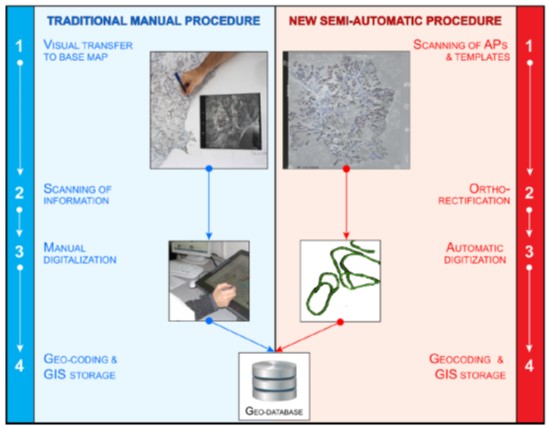 TRADITIONAL MANUAL PROCEDURE
NEW SEMI-AUTOMATIC PROCEDURE
1
VISUAL TRANSFER
TO BASE MAP
SCANNING OF APS
& TEMPLATES
1
2
SCANNING OF
INFORMATION
ORTHO-
RECTIFICATION
2
3
MANUAL
DIGITALIZATION
AUTOMATIC
DIGITIZATION
3
4
GEO-CODING &
GIS STORAGE
GEOCODING &
GIS STORAGE
4
GEO-DATABASE